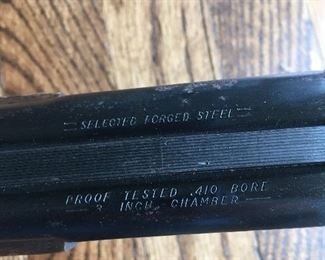 SELECTED FORGED STEEL
PROOF TESTED .410 BORE
3 INCH CHAMBER